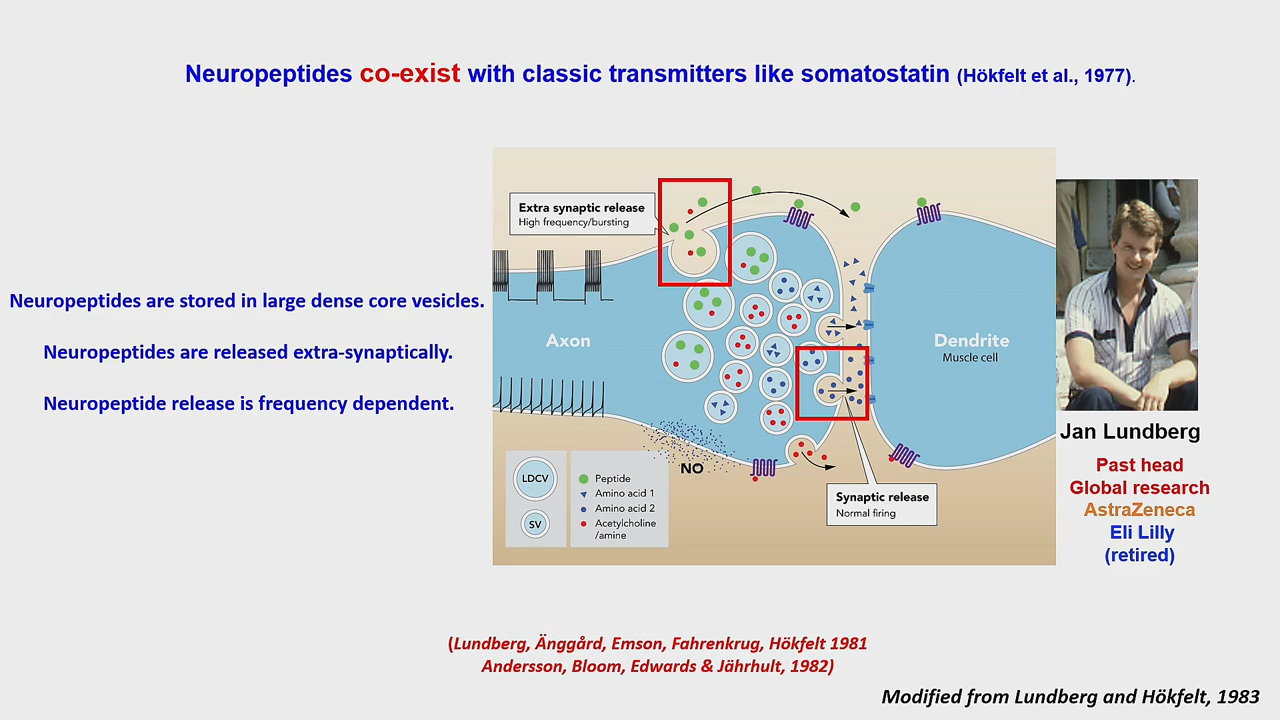 Neuropeptides co-exist with classic transmitters like somatostatin (Hökfelt et al., 1977).
Neuropeptides are stored in large dense core vesicles.
Neuropeptides are released extra-synaptically.
Neuropeptide release is frequency dependent.
Extra synaptic release
High frequency/bursting
Axon
Dendrite
Muscle cell
NO
LDCV
SV
Peptide
Amino acid 1
Amino acid 2
Acetylcholine
/amine
Synaptic release
Normal firing
Jan Lundberg
Past head
Global research
AstraZeneca
Eli Lilly
(retired)
(Lundberg, Änggård, Emson, Fahrenkrug, Hökfelt 1981
Andersson, Bloom, Edwards & Jährhult, 1982)
Modified from Lundberg and Hökfelt, 1983